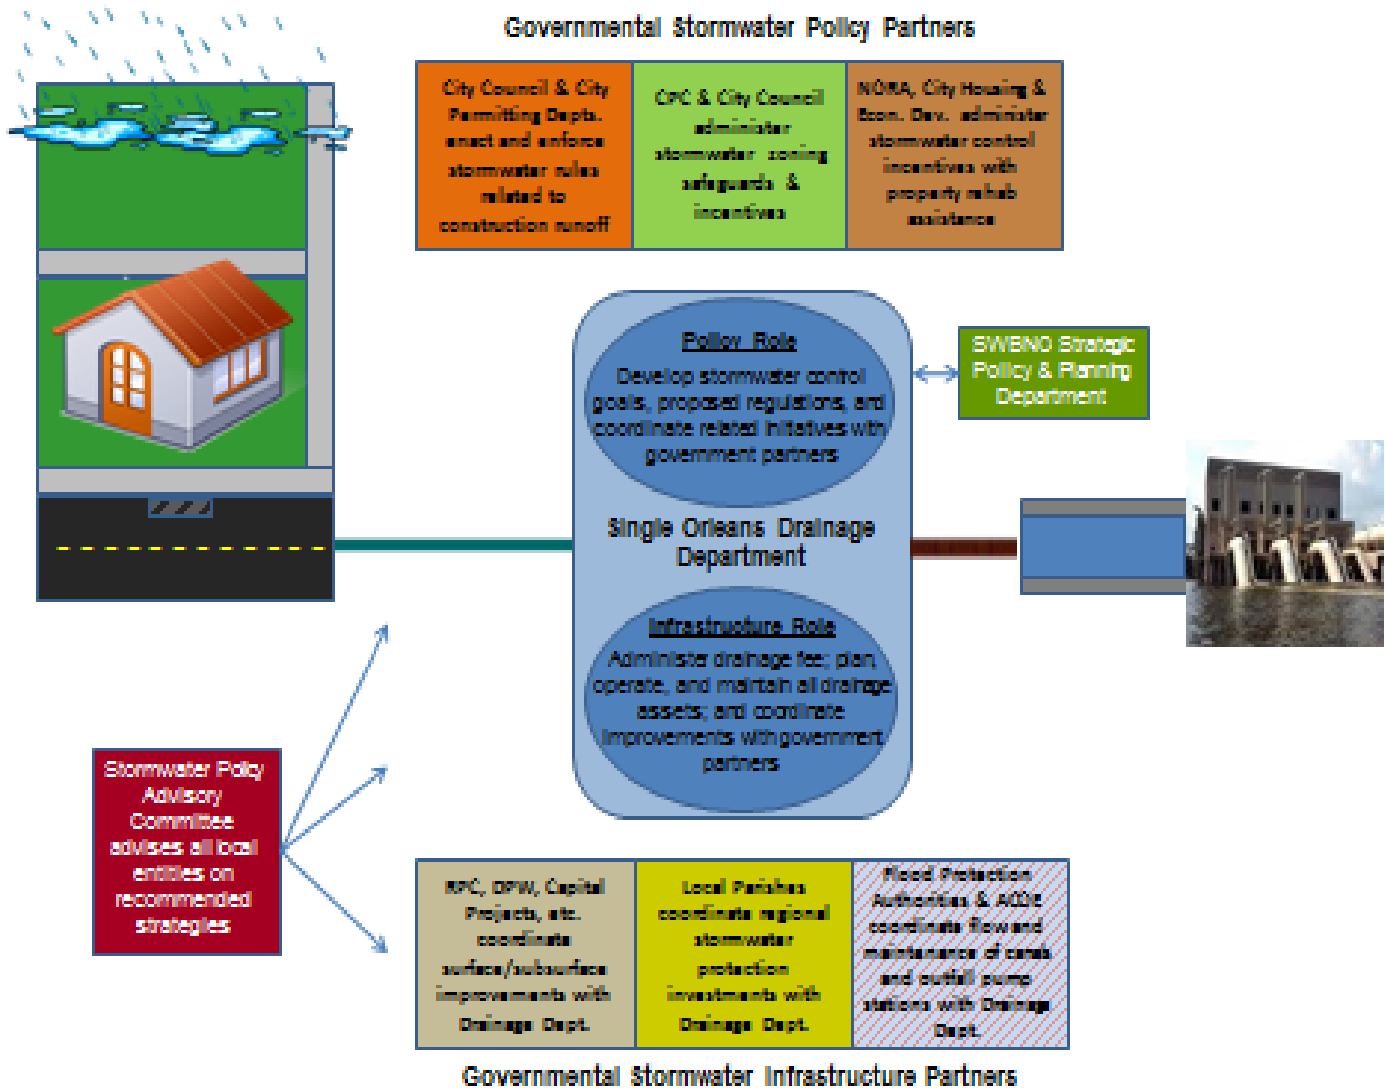 Governmental Stormwater Policy Partners
City Council & City
Permitting Depts.
enact and enforce
stormwater rules
related to
construction runoff
CPC & City Council
administer
stormwater zoning
safeguards &
incentives
NORA, City Housing &
Econ. Dev. administer
stormwater control
incentives with
property rehab
assistance
Policy Role
Develop stormwater control
goals, proposed regulations, and
coordinate related initiatives with
government partners
SWBNO Strategic
Policy & Planning
Department
Single Orleans Drainage
Department
Infrastructure Role
Administer drainage fee; plan,
operate, and maintain all drainage
assets; and coordinate
improvements with government
partners
Stormwater Policy
Advisory
Committee
advises all local
entities on
recommended
strategies
RPC, DPW, Capital
Projects, etc.
coordinate
surface/subsurface
improvements with
Drainage Dept.
Local Parishes
coordinate regional
stormwater
protection
investments with
Drainage Dept.
Flood Protection
Authorities & ACOE
coordinate flow and
maintenance of canals
and outfall pump
stations with Drainage
Dept.
Governmental Stormwater Infrastructure Partners